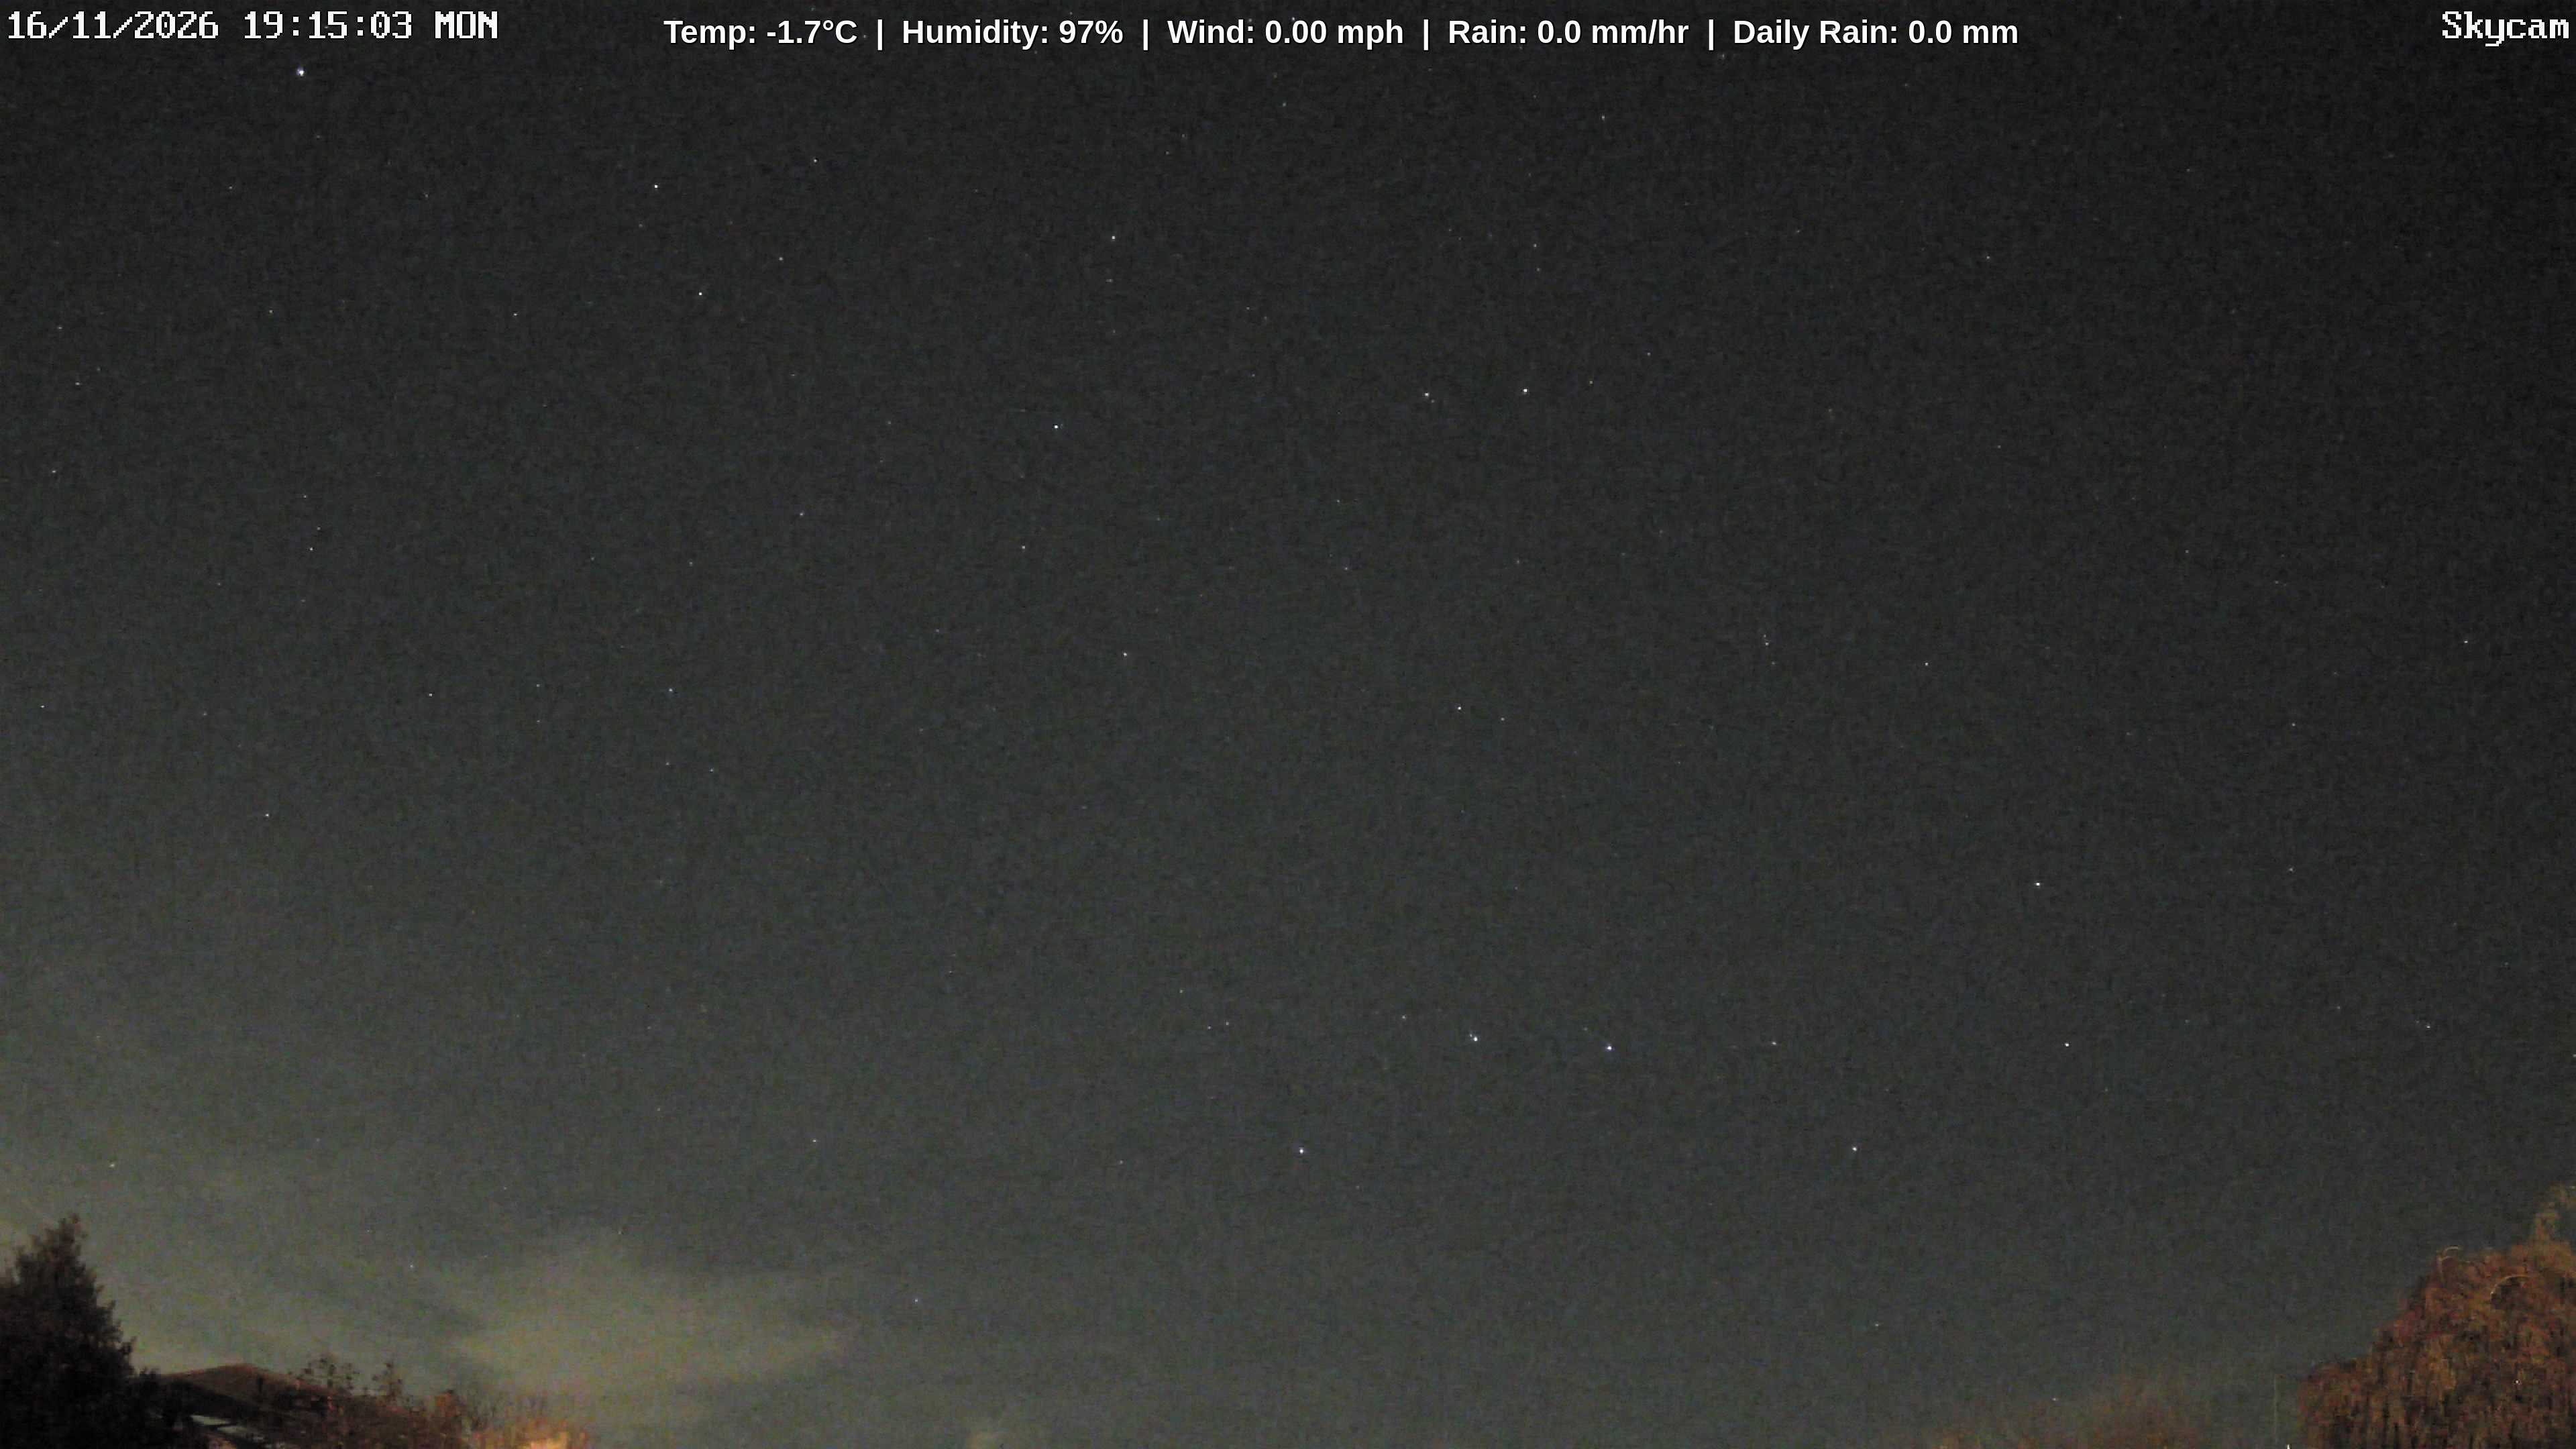 16/11/2026 19:15:03 MON
Temp: -1.7°C | Humidity: 97% | Wind: 0.00 mph | Rain: 0.0 mm/hr | Daily Rain: 0.0 mm
Skycam